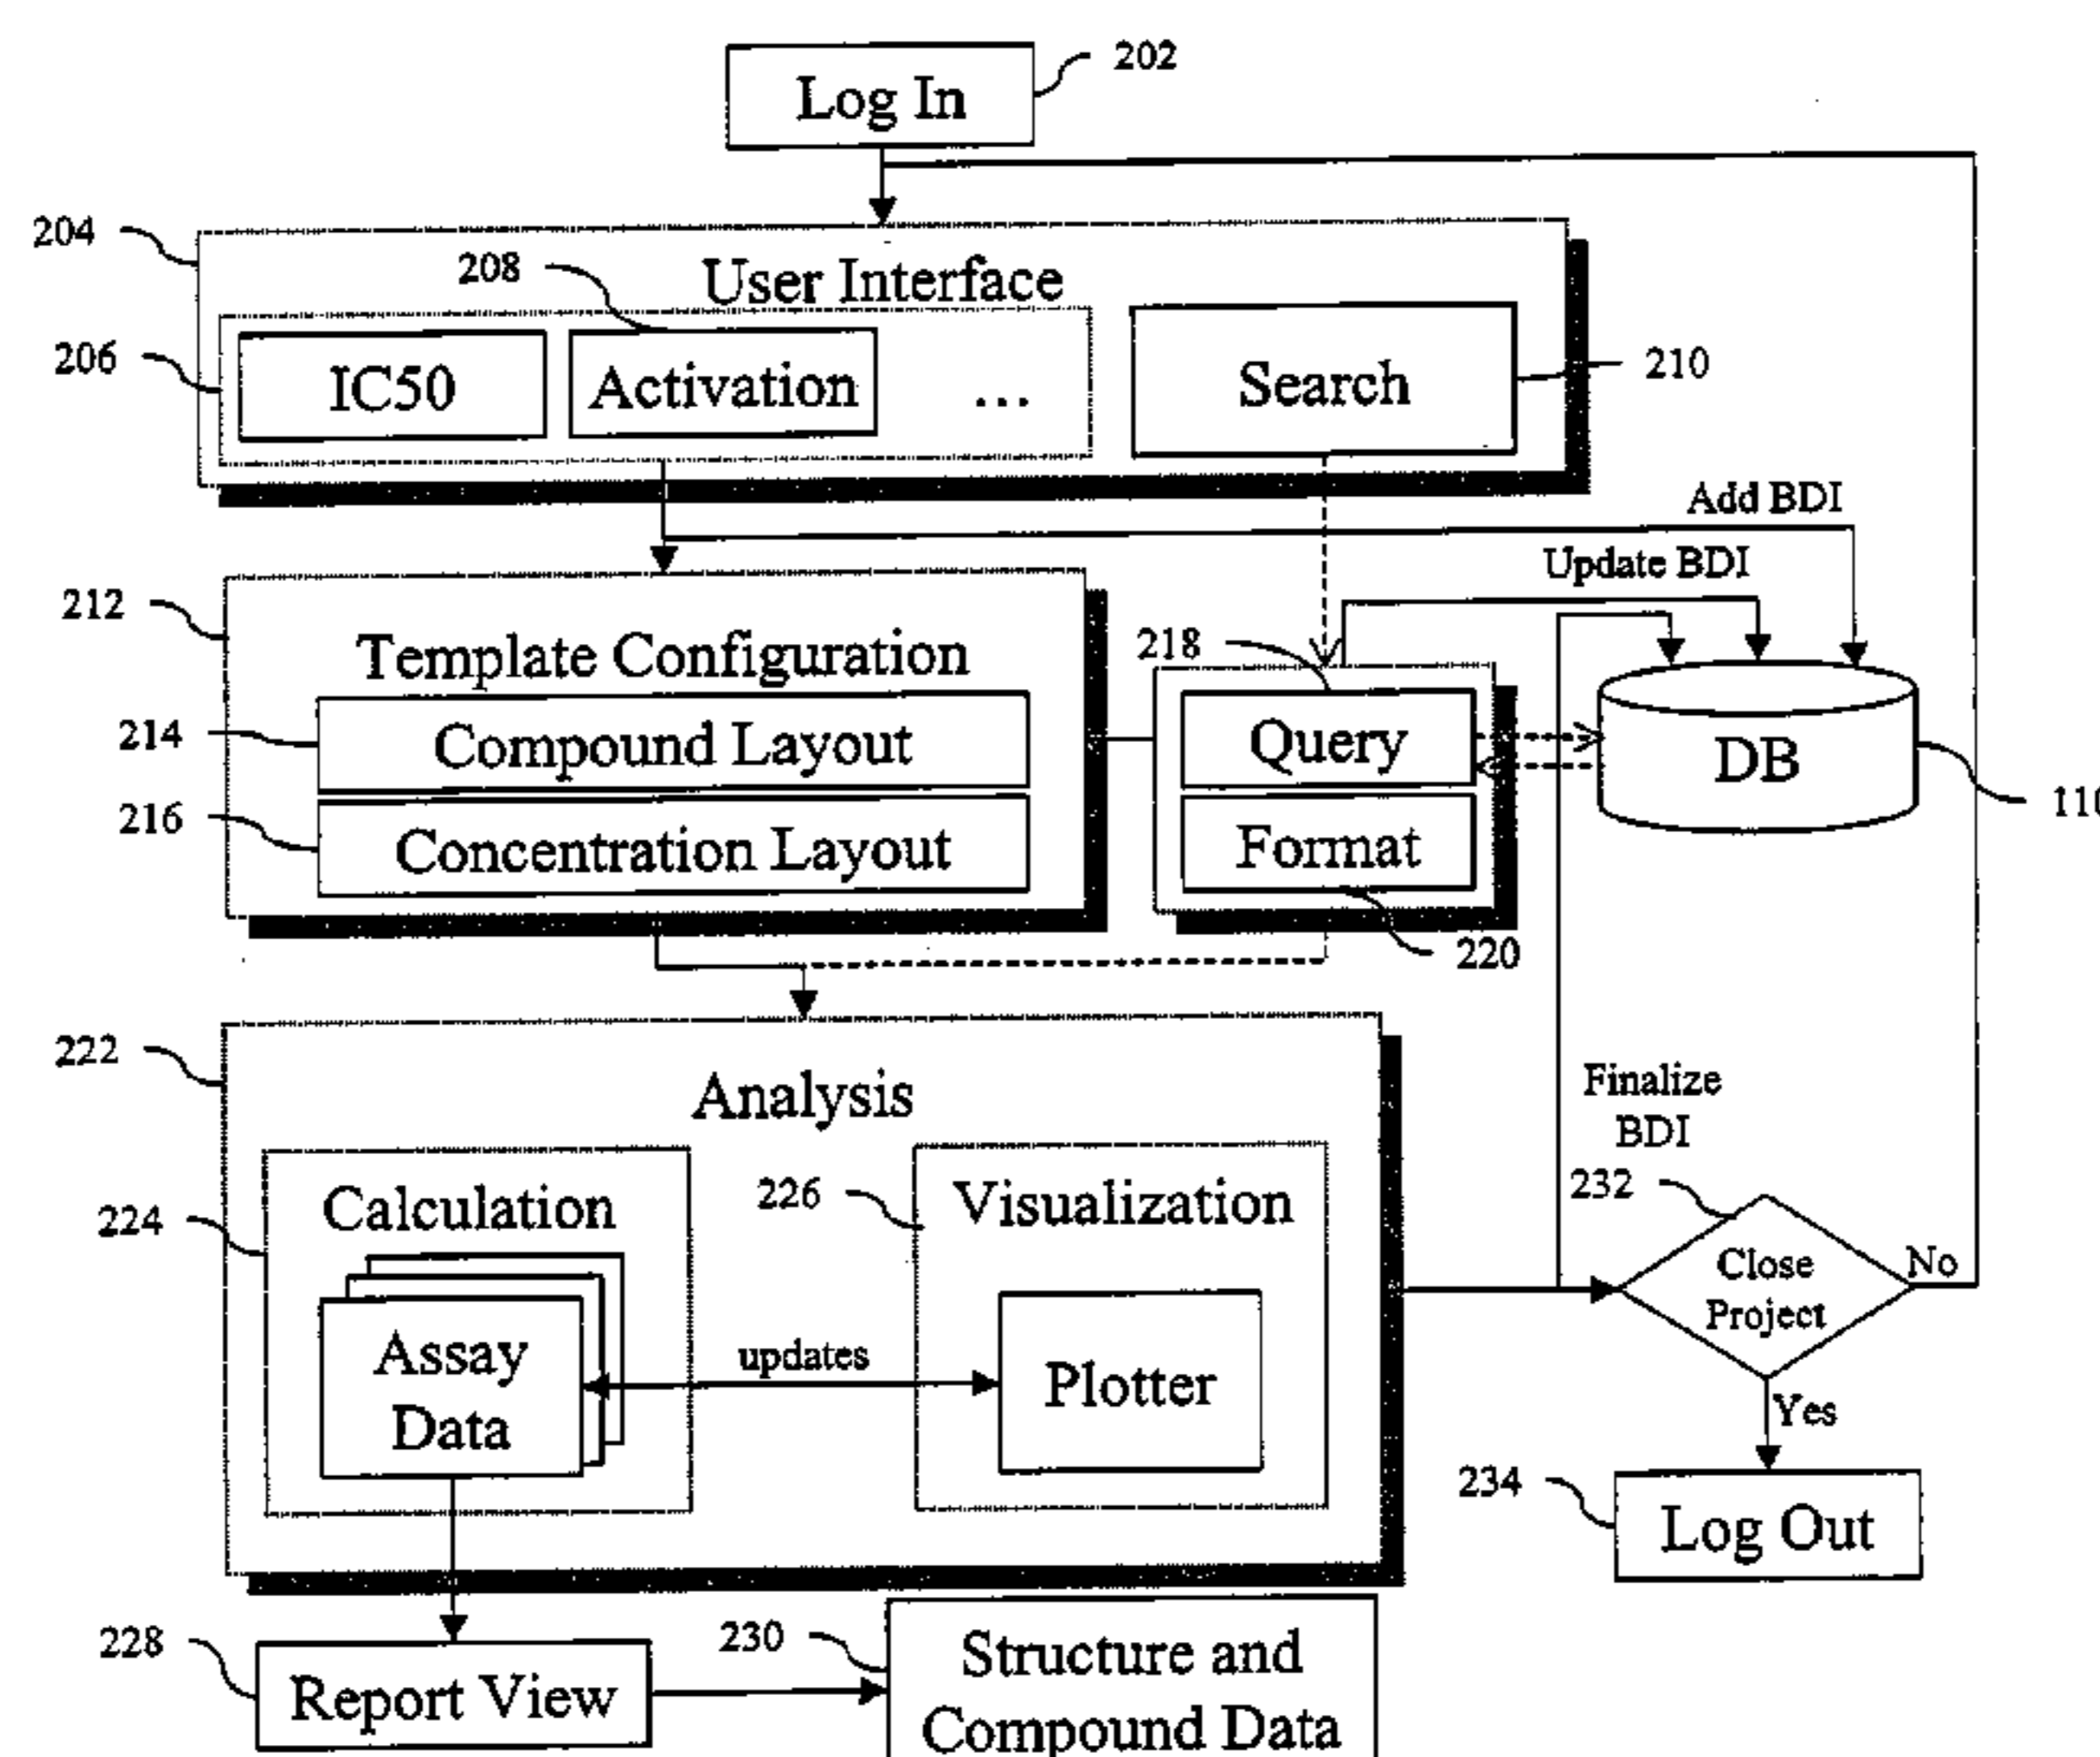 202
Log In
204
208
User Interface
206
IC50
Activation
...
Search
210
Add BDI
Update BDI
212
Template Configuration
218
214
Compound Layout
Query
DB
216
Concentration Layout
Format
110
220
222
Analysis
Finalize
BDI
232
224
Calculation
226
Visualization
Close
Project
No
Assay
Data
updates
Plotter
Yes
234
Log Out
228
Report View
230
Structure and
Compound Data